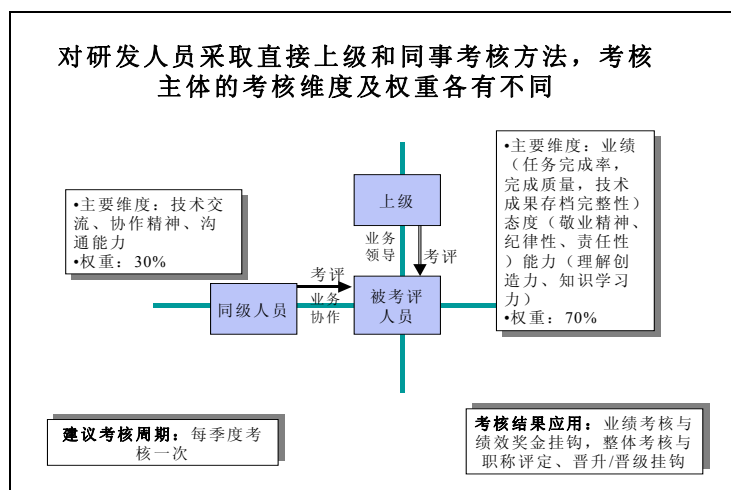 对研发人员采取直接上级和同事考核方法，考核
主体的考核维度及权重各有不同
•主要维度：技术交
流、协作精神、沟
通能力
•权重：30%
上级
业务
领导
考评
•主要维度：业绩
（任务完成率，
完成质量，技术
成果存档完整性）
态度（敬业精神、
纪律性、责任性
）能力（理解创
造力、知识学习
力）
•权重：70%
同级人员
考评
业务
协作
被考评
人员
建议考核周期：每季度考
核一次
考核结果应用：业绩考核与
绩效奖金挂钩，整体考核与
职称评定、晋升/晋级挂钩